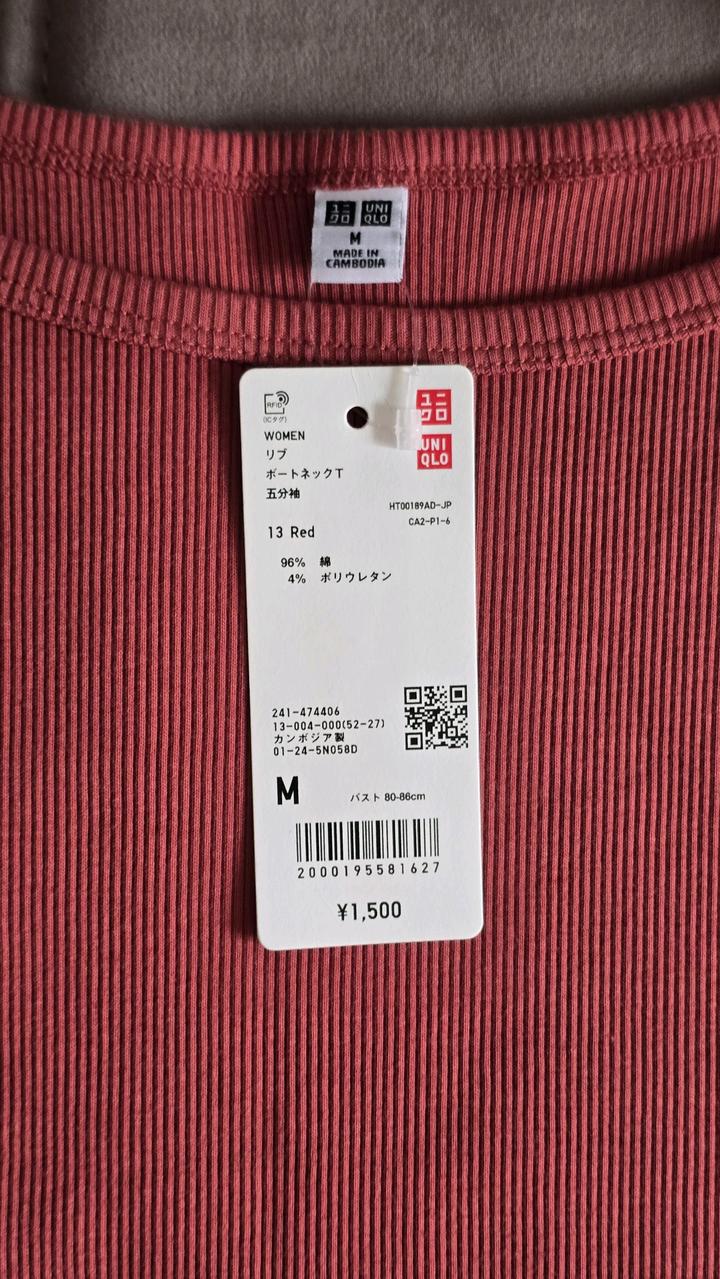 ユニ UNI
クロ QLO
M
MADE IN
CAMBODIA
RFID
(ICタグ)
ユニ
クロ
UNI
QLO
WOMEN
リブ
ボートネックT
五分袖
HT00189AD-JP
CA2-P1-6
13 Red
96% 綿
4% ポリウレタン
241-474406
13-004-000(52-27)
カンボジア製
01-24-5N058D
M バスト 80-86cm
2000195581627
¥1,500